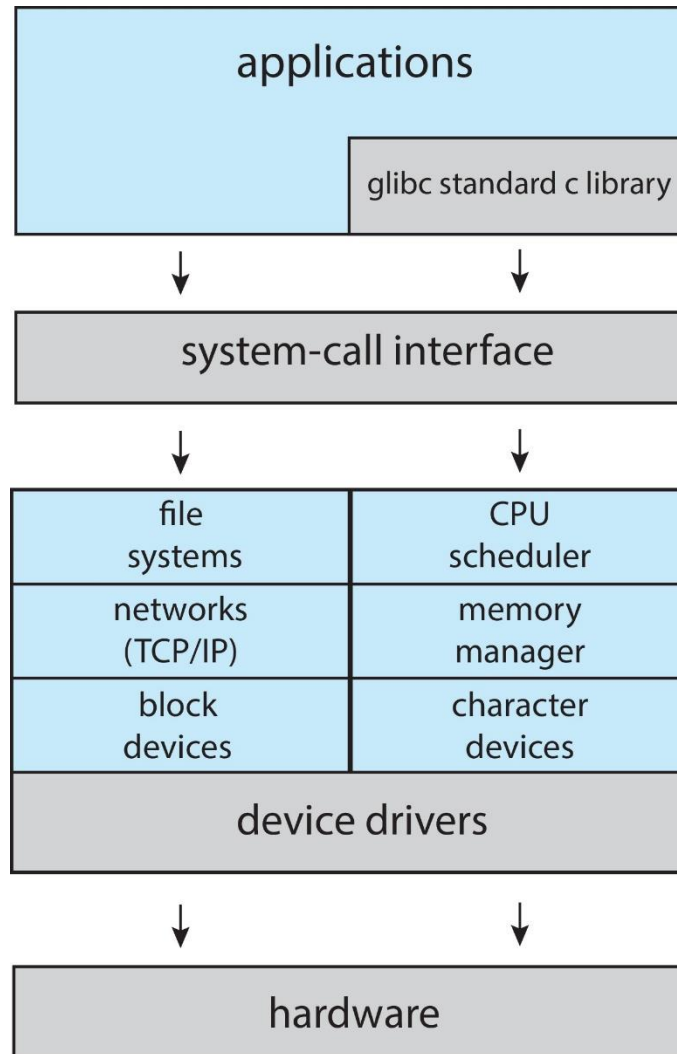 applications
glibc standard c library
system-call interface
file
systems
CPU
scheduler
networks
(TCP/IP)
memory
manager
block
devices
character
devices
device drivers
hardware